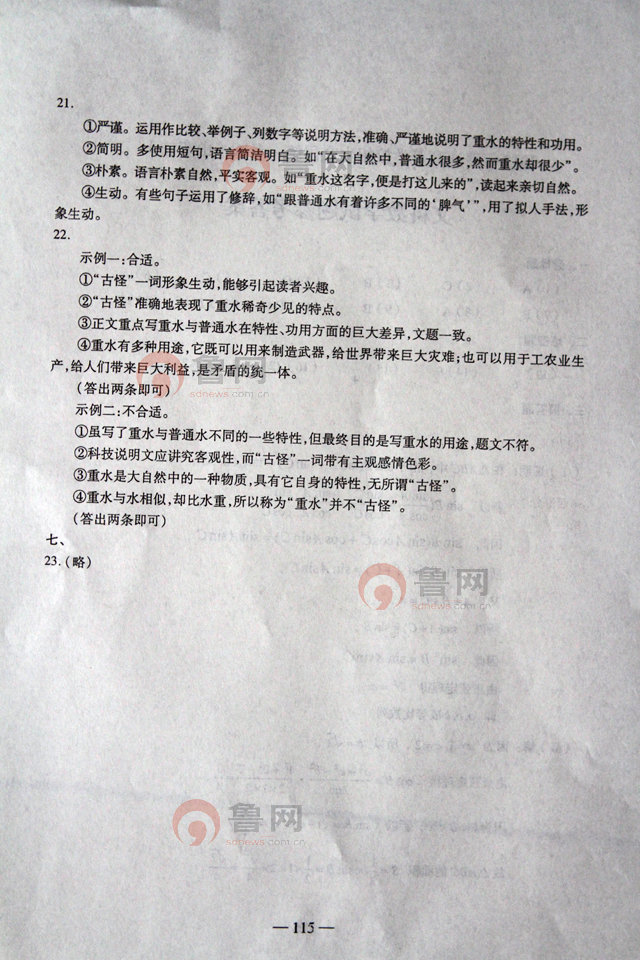 21.
①严谨。运用作比较、举例子、列数字等说明方法，准确、严谨地说明了重水的特性和功用。
②简明。多使用短句，语言简洁明白。如“在大自然中，普通水很多，然而重水却很少”。
③朴素。语言朴素自然，平实客观。如“重水这名字，便是打这儿来的”，读起来亲切自然。
④生动。有些句子运用了修辞，如“跟普通水有着许多不同的‘脾气’”，用了拟人手法，形
象生动。
22.
示例一：合适。
①“古怪”一词形象生动，能够引起读者兴趣。
②“古怪”准确地表现了重水稀奇少见的特点。
③正文重点写重水与普通水在特性、功用方面的巨大差异，文题一致。
④重水有多种用途，它既可以用来制造武器，给世界带来巨大灾难；也可以用于工农业生
产，给人们带来巨大利益，是矛盾的统一体。
（答出两条即可）
示例二：不合适。
①虽写了重水与普通水不同的一些特性，但最终目的是写重水的用途，题文不符。
②科技说明文应讲究客观性，而“古怪”一词带有主观感情色彩。
③重水是大自然中的一种物质，具有它自身的特性，无所谓“古怪”。
④重水与水相似，却比水重，所以称为“重水”并不“古怪”。
（答出两条即可）
七、
23.（略）
鲁网
sdnews.com.cn
鲁网
sdnews.com.cn
鲁网
sdnews.com.cn
鲁网
sdnews.com.cn
— 115 —